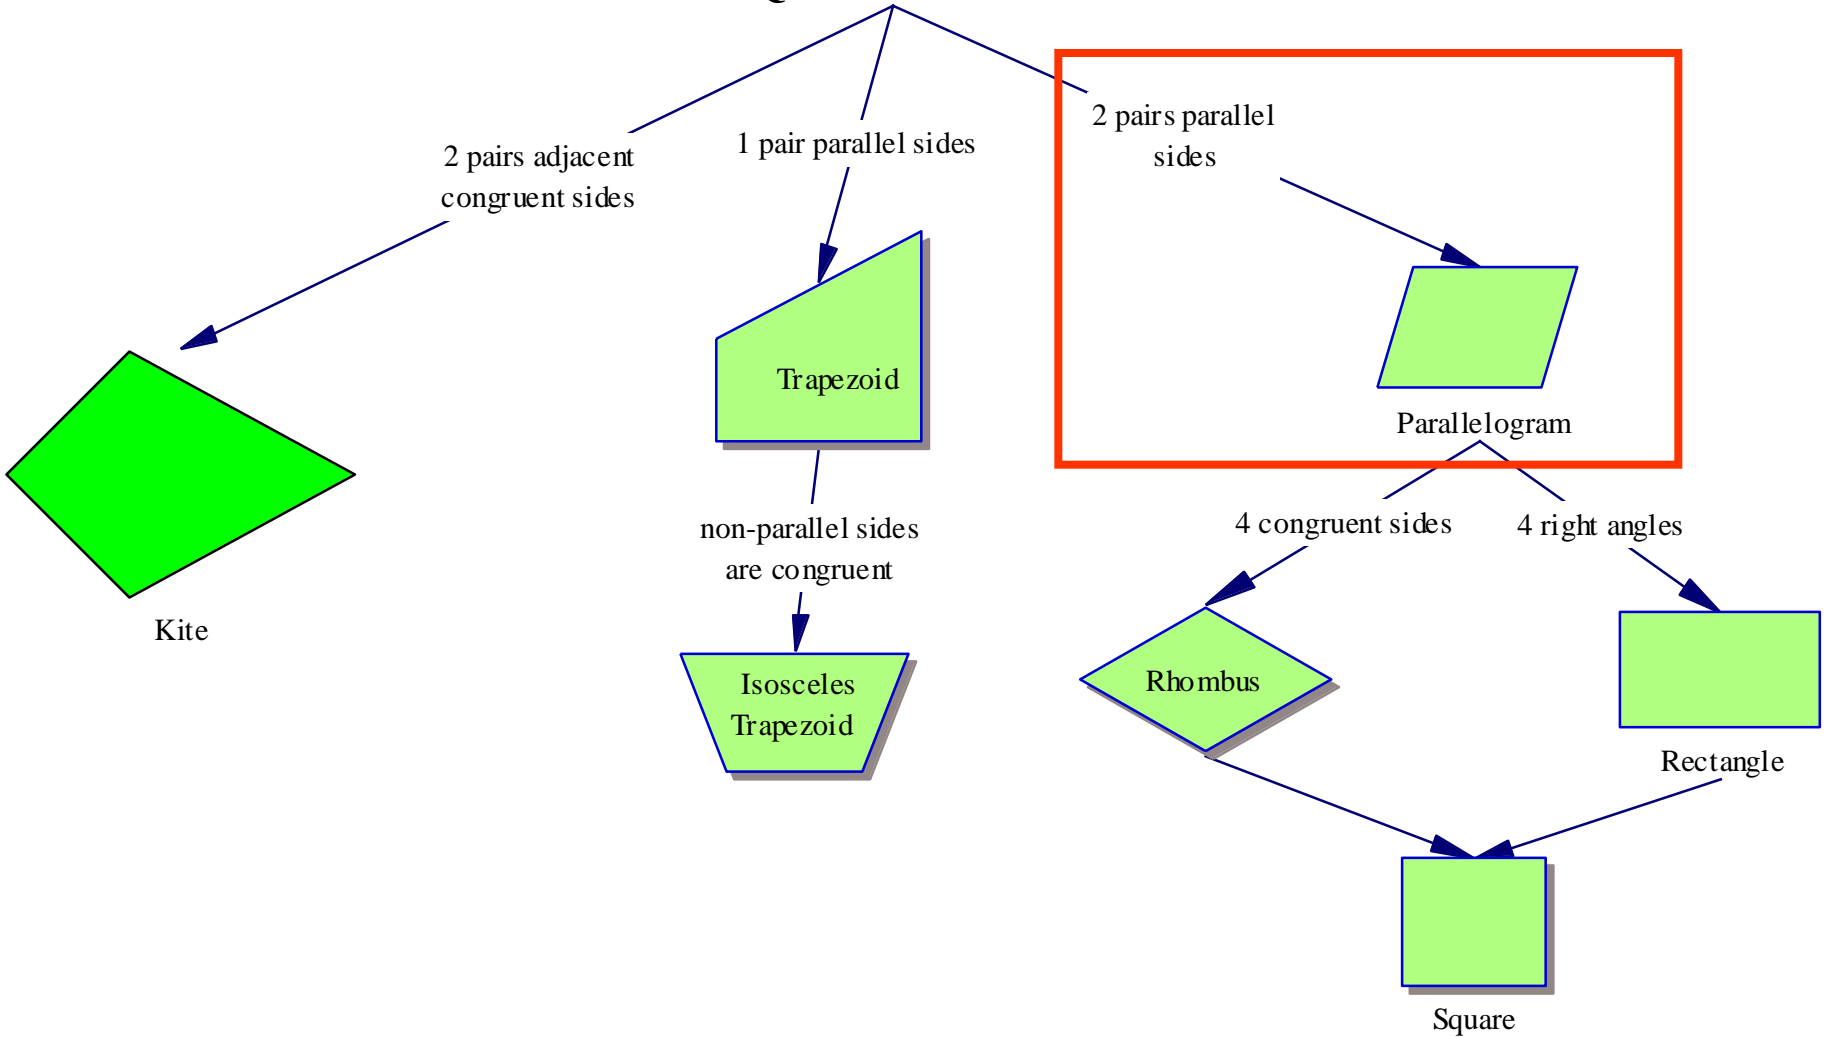 2 pairs adjacent
congruent sides
1 pair parallel sides
2 pairs parallel
sides
Trapezoid
Parallelogram
non-parallel sides
are congruent
4 congruent sides
4 right angles
Kite
Isosceles
Trapezoid
Rhombus
Rectangle
Square